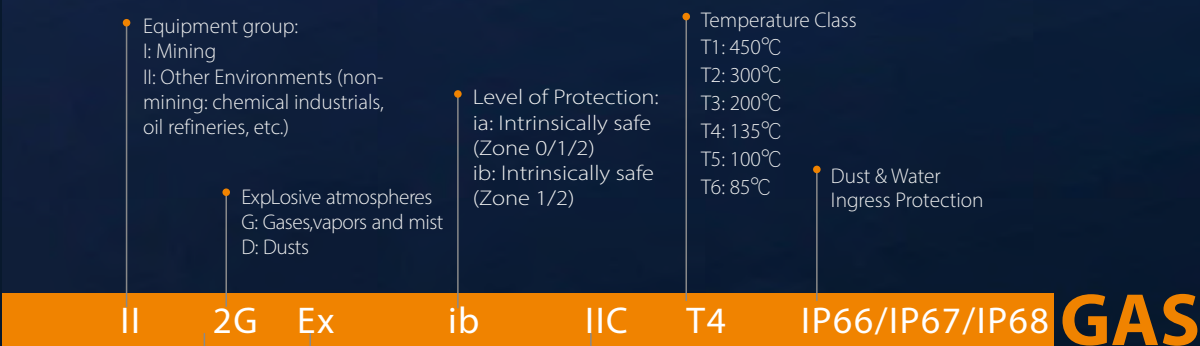 Equipment group:
I: Mining
II: Other Environments (non-
mining: chemical industrials,
oil refineries, etc.)
ExpLosive atmospheres
G: Gases,vapors and mist
D: Dusts
Level of Protection:
ia: Intrinsically safe
(Zone 0/1/2)
ib: Intrinsically safe
(Zone 1/2)
Temperature Class
T1: 450℃
T2: 300℃
T3: 200℃
T4: 135℃
T5: 100℃
T6: 85℃
Dust & Water
Ingress Protection
II 2G Ex ib IIC T4 IP66/IP67/IP68 GAS